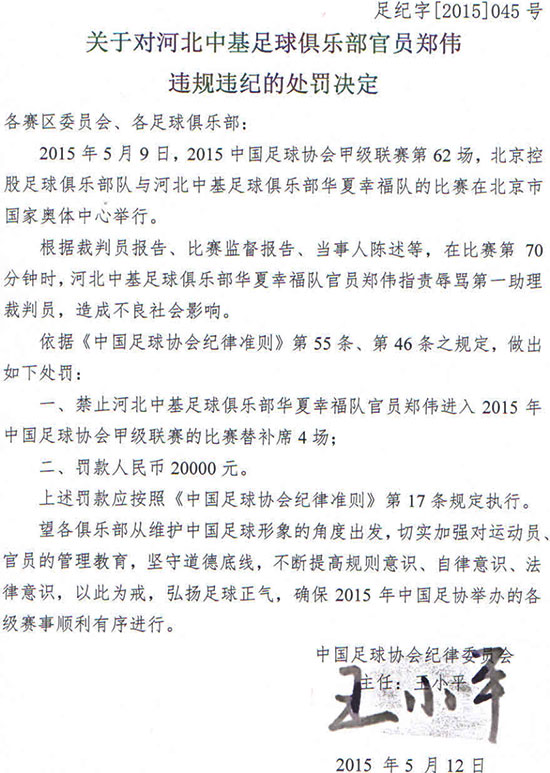 足纪字[2015]045 号
关于对河北中基足球俱乐部官员郑伟
违规违纪的处罚决定
各赛区委员会、各足球俱乐部：
2015 年 5 月 9 日，2015 中国足球协会甲级联赛第 62 场，北京控
股足球俱乐部队与河北中基足球俱乐部华夏幸福队的比赛在北京市
国家奥体中心举行。
根据裁判员报告、比赛监督报告、当事人陈述等，在比赛第 70
分钟时，河北中基足球俱乐部华夏幸福队官员郑伟指责辱骂第一助理
裁判员，造成不良社会影响。
依据《中国足球协会纪律准则》第 55 条、第 46 条之规定，做出
如下处罚：
一、禁止河北中基足球俱乐部华夏幸福队官员郑伟进入 2015 年
中国足球协会甲级联赛的比赛替补席 4 场；
二、罚款人民币 20000 元。
上述罚款应按照《中国足球协会纪律准则》第 17 条规定执行。
望各俱乐部从维护中国足球形象的角度出发，切实加强对运动员、
官员的管理教育，坚守道德底线，不断提高规则意识、自律意识、法
律意识，以此为戒，弘扬足球正气，确保 2015 年中国足协举办的各
级赛事顺利有序进行。
中国足球协会纪律委员会
主任：王小平
王小平
2015 年 5 月 12 日